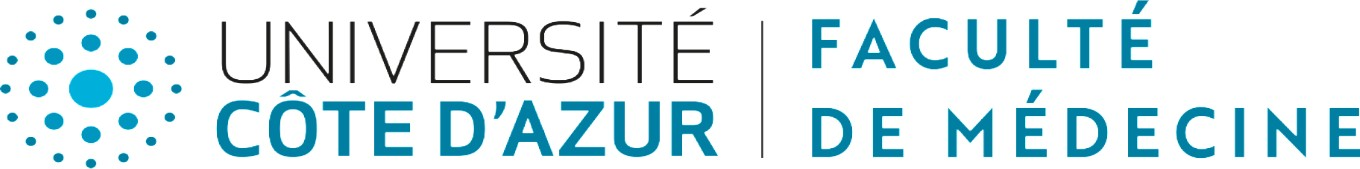 UNIVERSITÉ
CÔTE D'AZUR
FACULTÉ
DE MÉDECINE